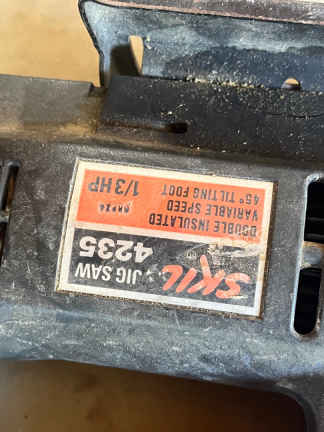 SKIL
JIG SAW
4235
DOUBLE INSULATED
VARIABLE SPEED
45° TILTING FOOT
1/3 HP